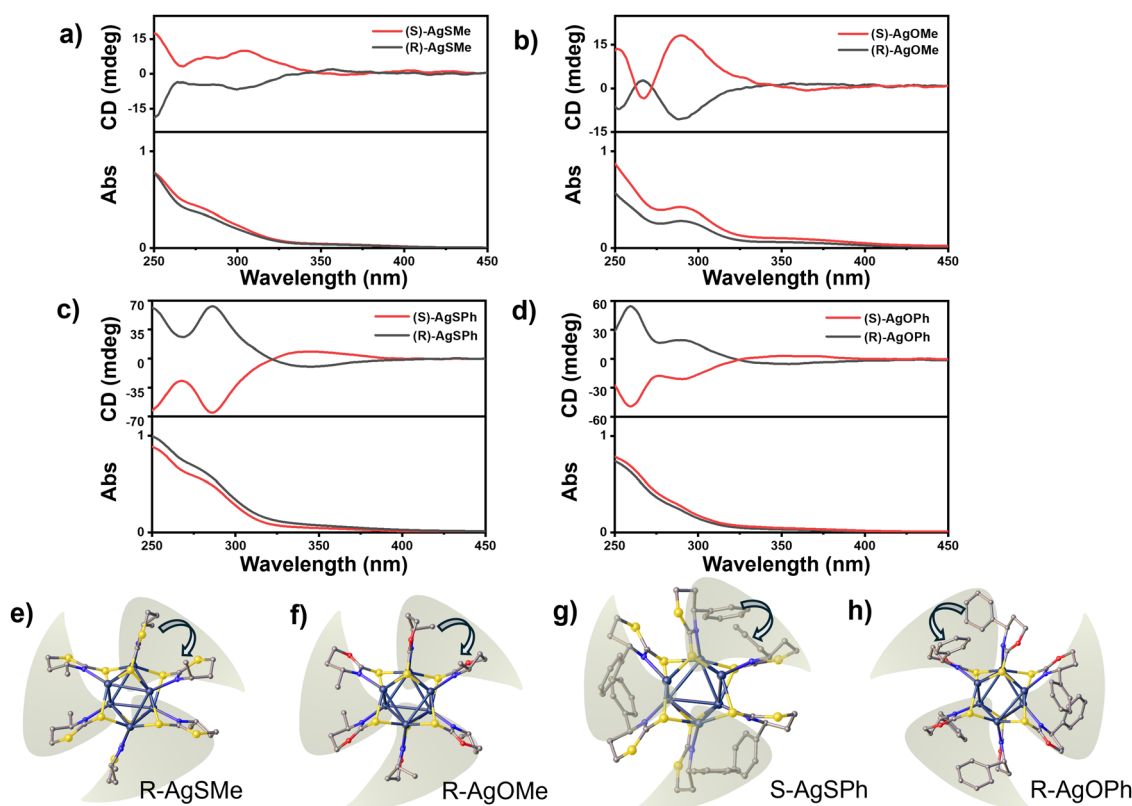 a)
(S)-AgSMe
(R)-AgSMe
CD (mdeg)
15
0
-15
Abs
1
0
250 300 350 400 450
Wavelength (nm)
b)
(S)-AgOMe
(R)-AgOMe
CD (mdeg)
15
0
-15
Abs
1
0
250 300 350 400 450
Wavelength (nm)
c)
(S)-AgSPh
(R)-AgSPh
CD (mdeg)
70
35
0
-35
-70
Abs
1
0
250 300 350 400 450
Wavelength (nm)
d)
(S)-AgOPh
(R)-AgOPh
CD (mdeg)
60
30
0
-30
-60
Abs
1
0
250 300 350 400 450
Wavelength (nm)
e)
R-AgSMe
f)
R-AgOMe
g)
S-AgSPh
h)
R-AgOPh